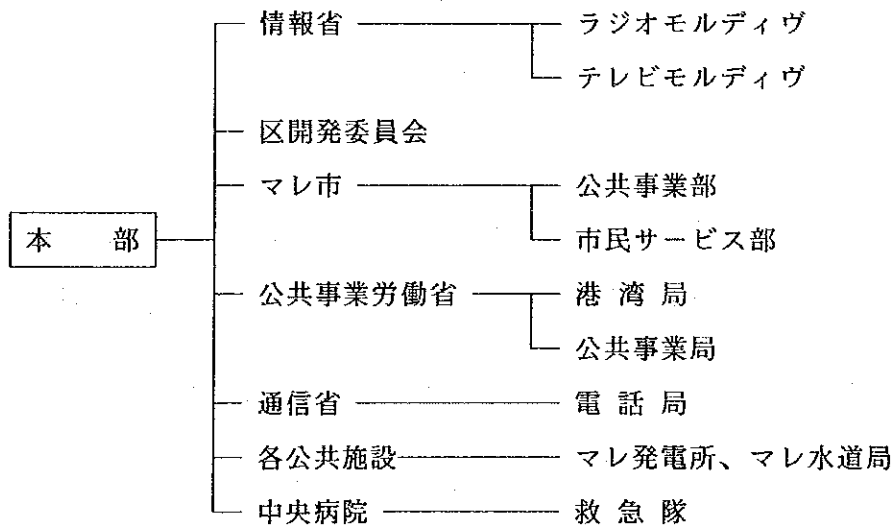 情報省 ラジオモルディヴ
テレビモルディヴ
区開発委員会
マレ市 公共事業部
本 部 市民サービス部
公共事業労働省 港湾局
公共事業局
通信省 電話局
各公共施設 マレ発電所、マレ水道局
中央病院 救急隊